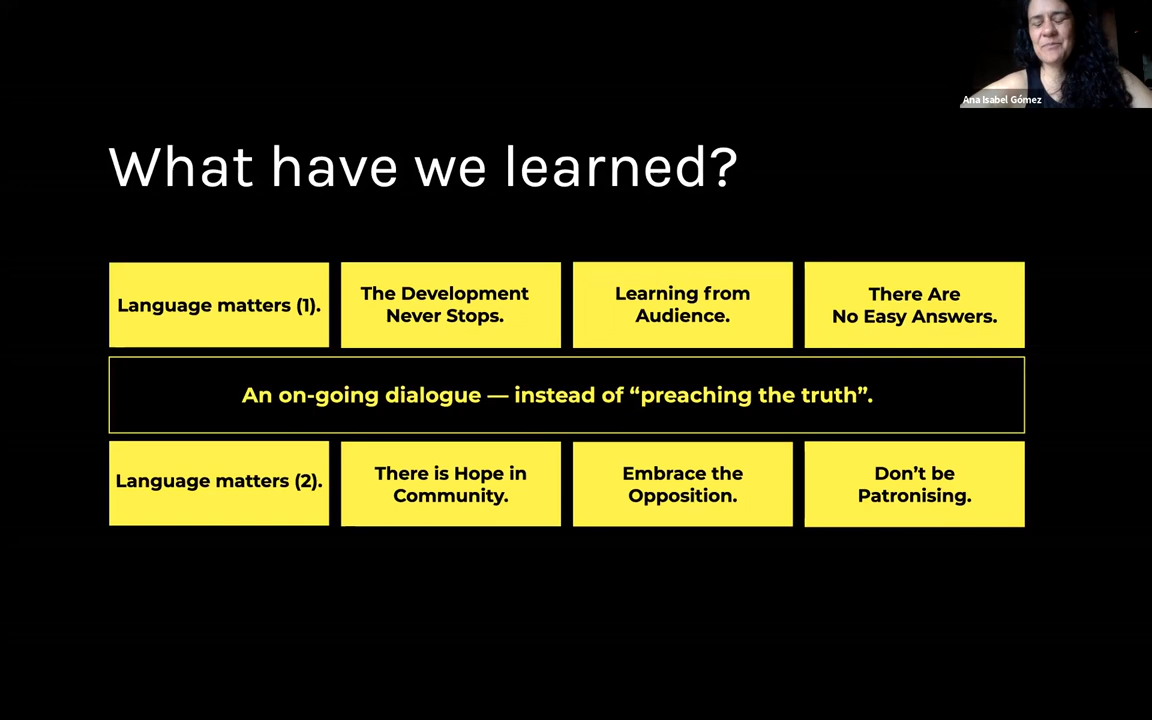 Ana Isabel Gómez
What have we learned?
Language matters (1).
The Development
Never Stops.
Learning from
Audience.
There Are
No Easy Answers.
An on-going dialogue — instead of “preaching the truth”.
Language matters (2).
There is Hope in
Community.
Embrace the
Opposition.
Don’t be
Patronising.